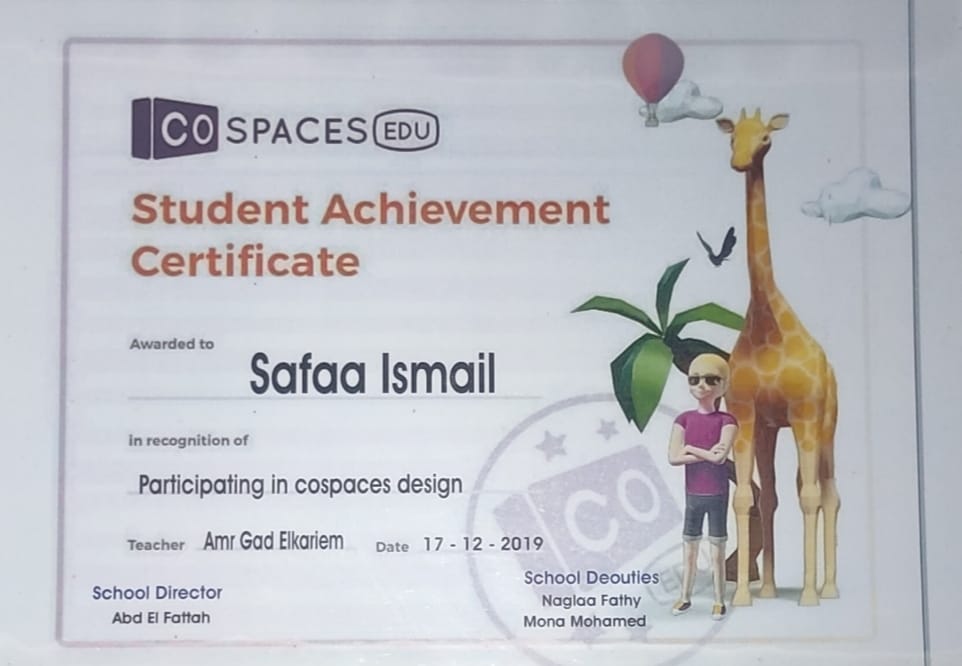 CO SPACES EDU
Student Achievement
Certificate
Awarded to
Safaa Ismail
in recognition of
Participating in cospaces design
Teacher Amr Gad Elkariem Date 17 - 12 - 2019
CO
School Director
Abd El Fattah
School Deouties
Naglaa Fathy
Mona Mohamed